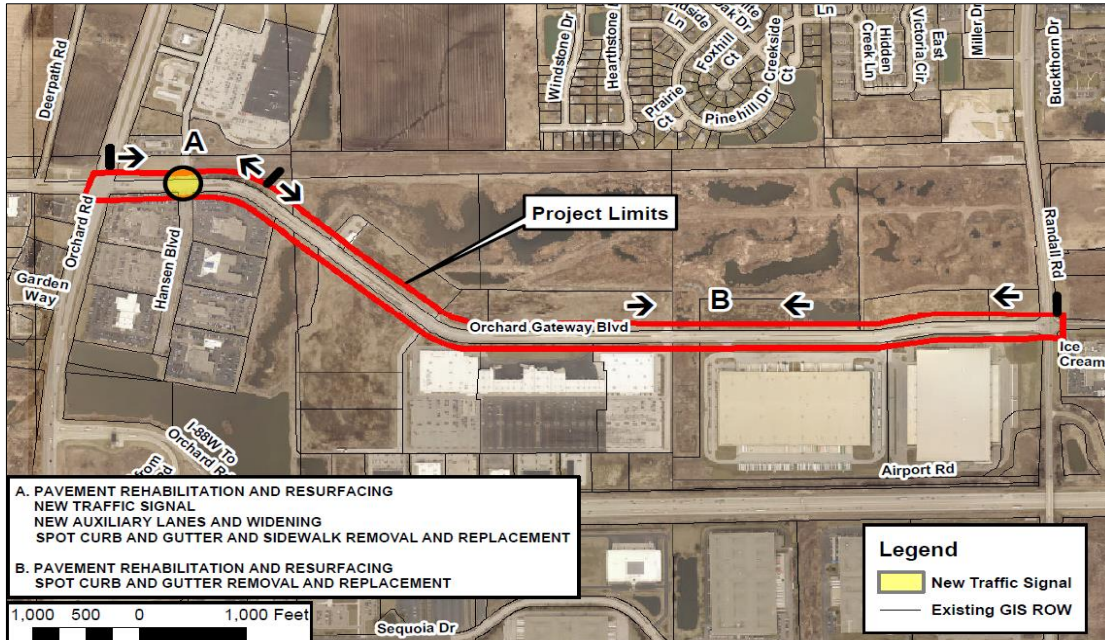 Deerpath Rd
Windstone Dr
Hearthstone D
Ln
Oak Dr
Foxhill
Ct
Prairie
Ct
Creekside
Ct
Pinehill Dr
Ln
Hidden
Creek Ln
Victoria Cir
East
Miller Dr
Buckthorn Dr
A
Project Limits
Orchard Rd
Hansen Blvd
Garden
Way
Randall Rd
B
Orchard Gateway Blvd
Ice
Cream
I-88W To
Orchard R
Airport Rd
A. PAVEMENT REHABILITATION AND RESURFACING
NEW TRAFFIC SIGNAL
NEW AUXILIARY LANES AND WIDENING
SPOT CURB AND GUTTER AND SIDEWALK REMOVAL AND REPLACEMENT
B. PAVEMENT REHABILITATION AND RESURFACING
SPOT CURB AND GUTTER REMOVAL AND REPLACEMENT
Legend
New Traffic Signal
Existing GIS ROW
1,000 500 0 1,000 Feet
Sequoia Dr